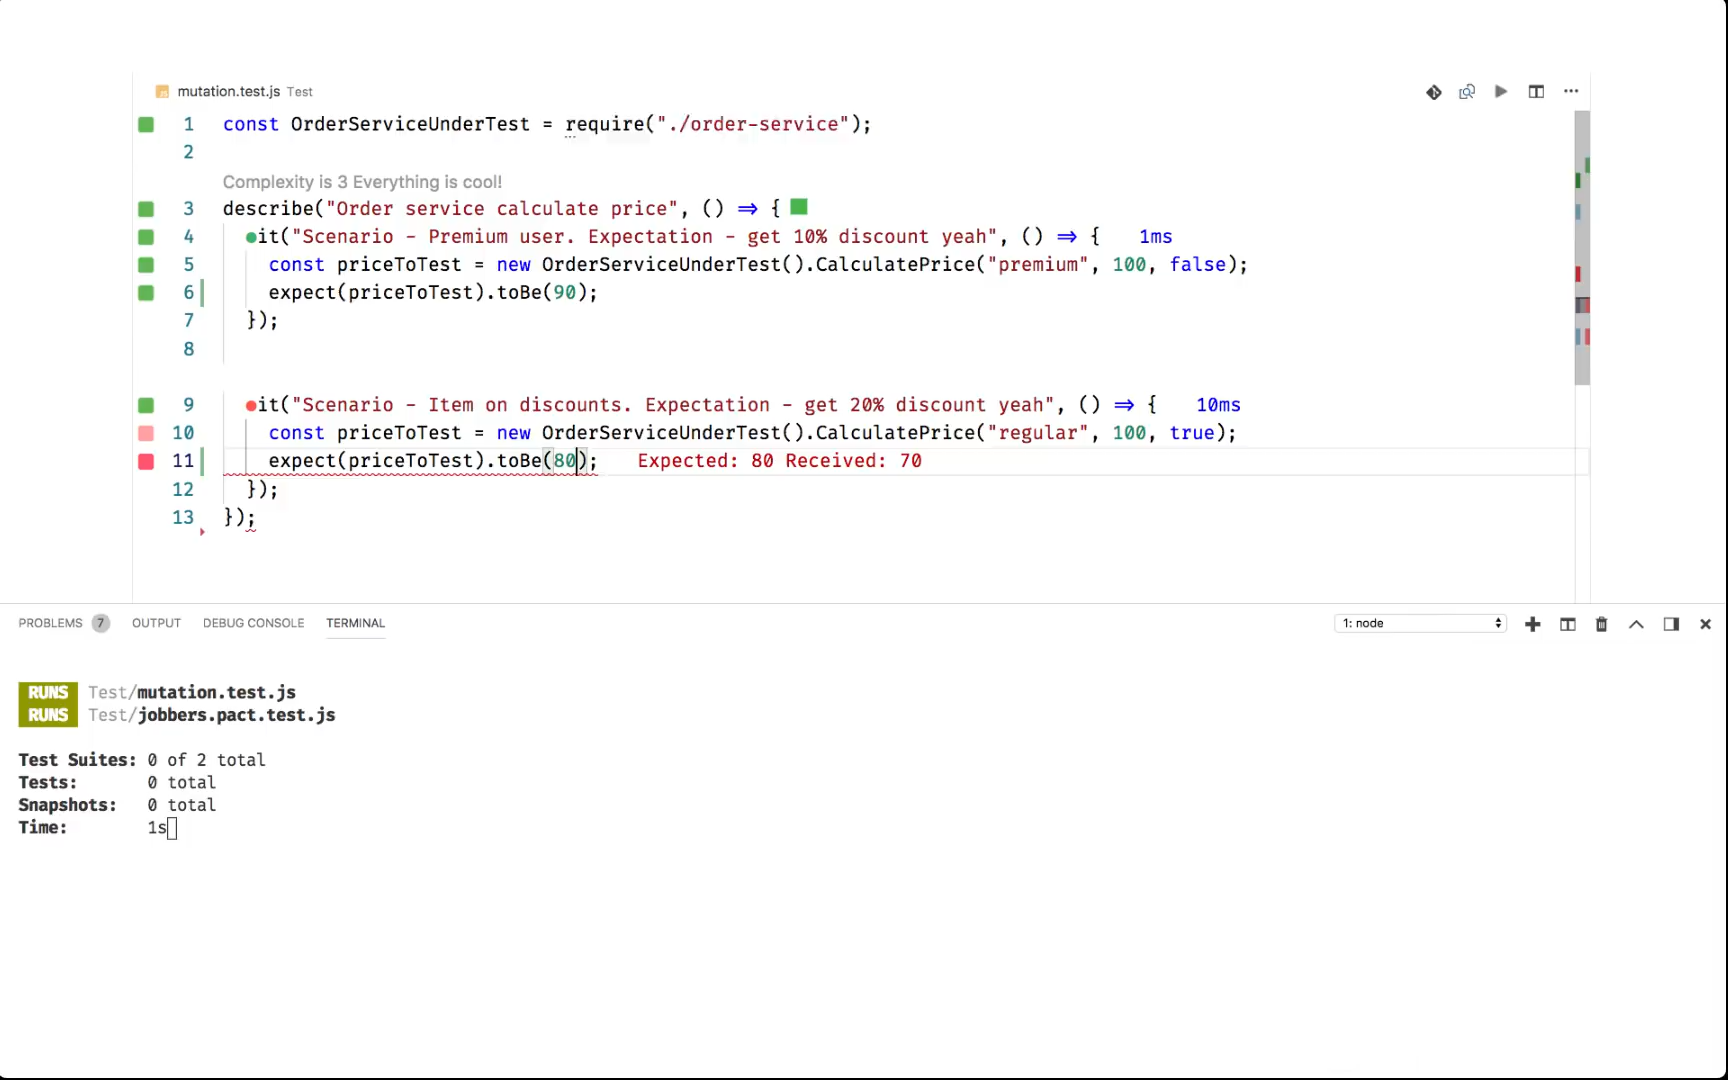 mutation.test.js Test
1 const OrderServiceUnderTest = require("./order-service");
2
Complexity is 3 Everything is cool!
3 describe("Order service calculate price", () => {
4 it("Scenario - Premium user. Expectation - get 10% discount yeah", () => { 1ms
5 const priceToTest = new OrderServiceUnderTest().CalculatePrice("premium", 100, false);
6 expect(priceToTest).toBe(90);
7 });
8
9 it("Scenario - Item on discounts. Expectation - get 20% discount yeah", () => { 10ms
10 const priceToTest = new OrderServiceUnderTest().CalculatePrice("regular", 100, true);
11 expect(priceToTest).toBe(80); Expected: 80 Received: 70
12 });
13 });
PROBLEMS 7 OUTPUT DEBUG CONSOLE TERMINAL 1: node
RUNS Test/mutation.test.js
RUNS Test/jobbers.pact.test.js
Test Suites: 0 of 2 total
Tests: 0 total
Snapshots: 0 total
Time: 1s